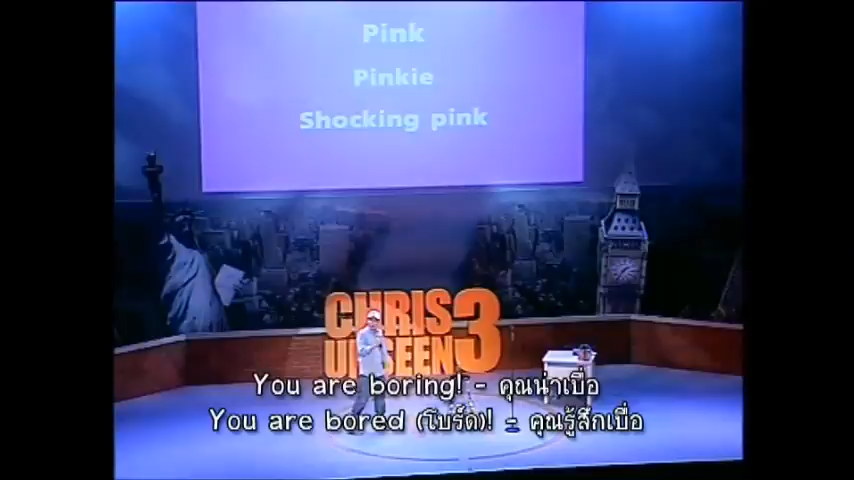 Pink
Pinkie
Shocking pink
CHRIS 3
UNSEEN
You are boring! - คุณน่าเบื่อ
You are bored (โบร์ด)! - คุณรู้สึกเบื่อ